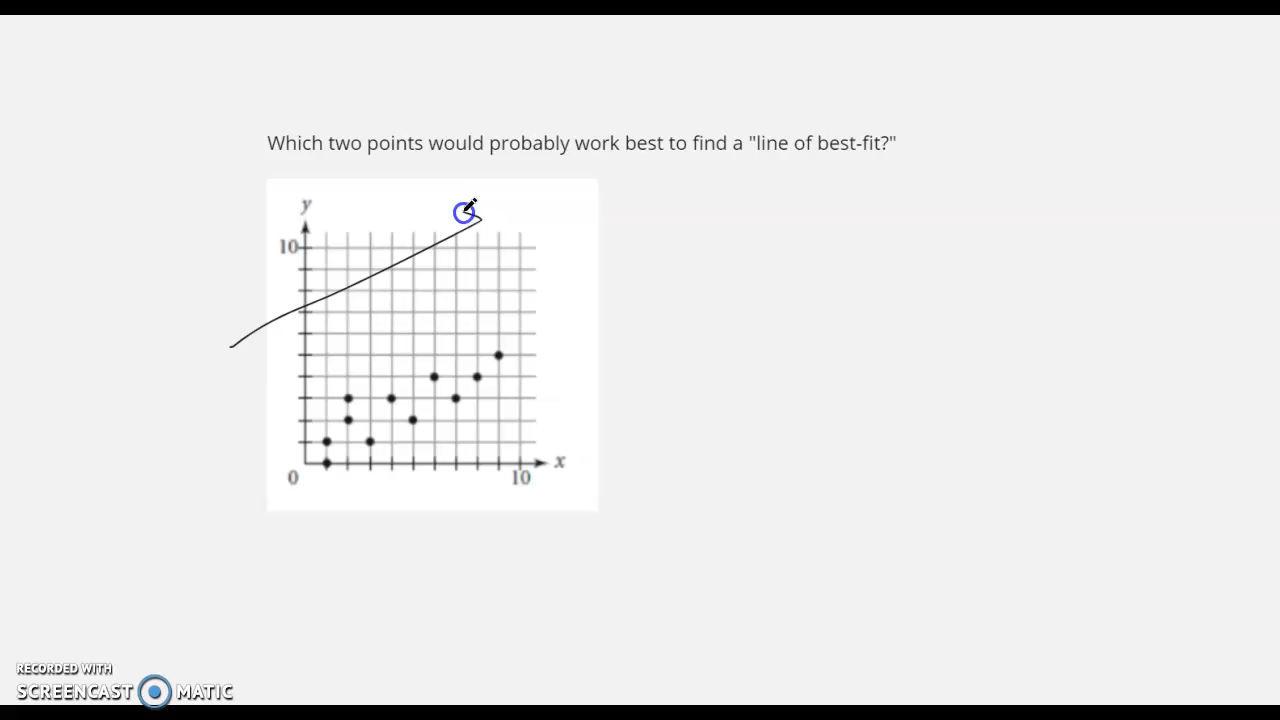 Which two points would probably work best to find a "line of best-fit?"
y
10
x
0
10
RECORDED WITH
SCREENCAST MATIC